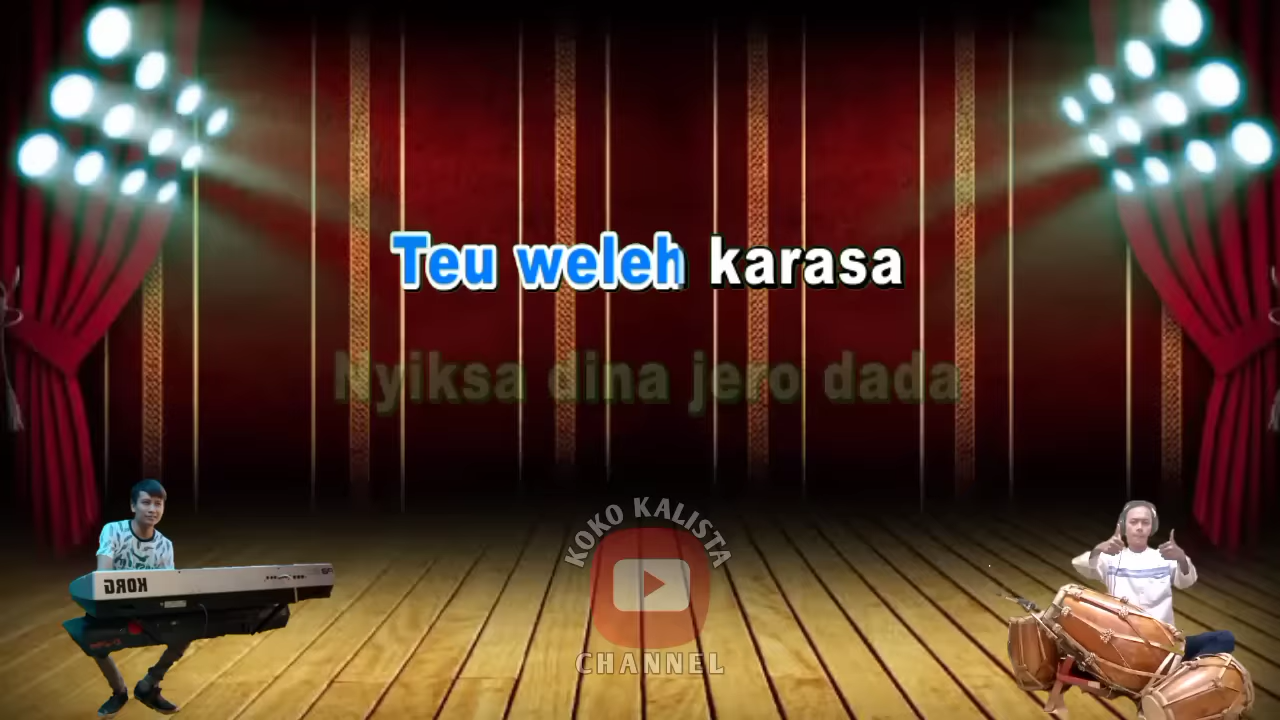 Teu weleh karasa
Nyiksa dina jero dada
KOKO KALISTA
CHANNEL
KORG